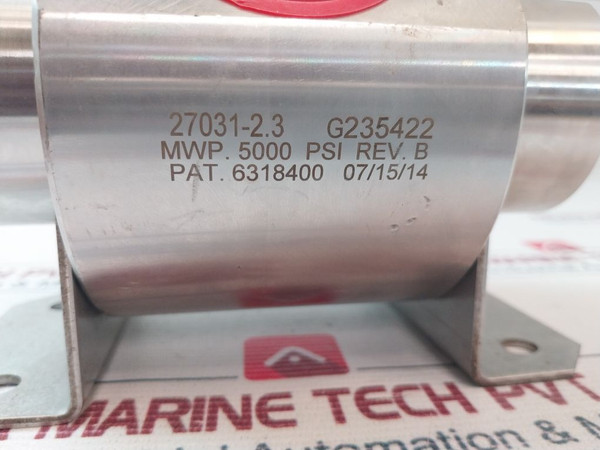 27031-2.3 G235422
MWP. 5000 PSI REV. B
PAT. 6318400 07/15/14
MARINE TECH PVT
Automation &